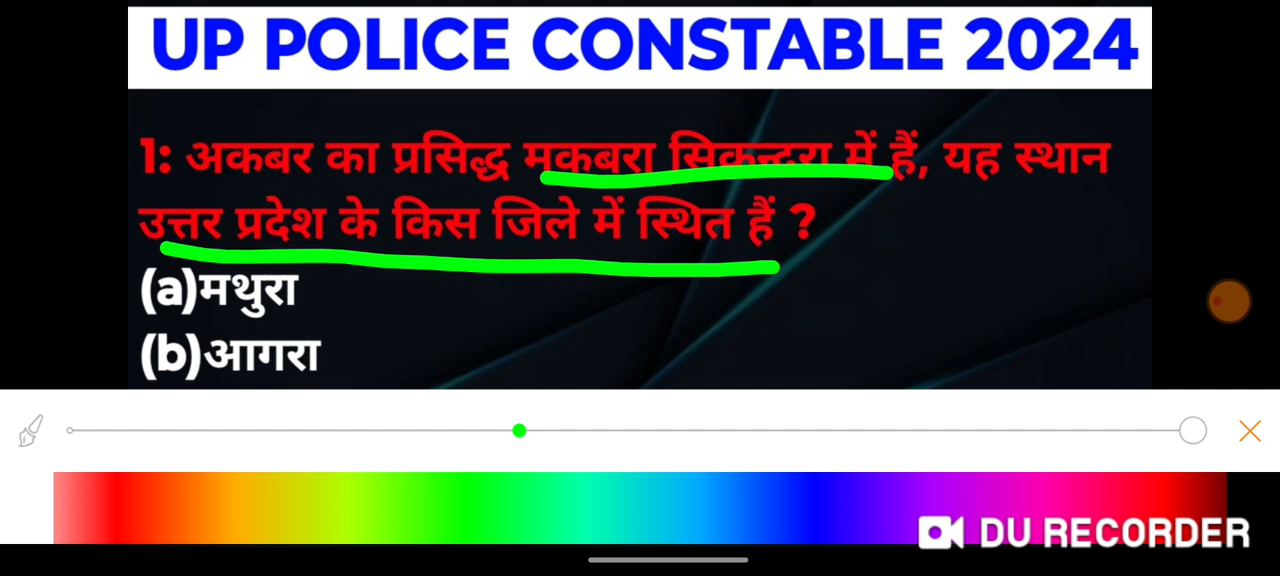 UP POLICE CONSTABLE 2024
1: अकबर का प्रसिद्ध मकबरा सिकन्दरा में हैं, यह स्थान
उत्तर प्रदेश के किस जिले में स्थित हैं ?
(a)मथुरा
(b)आगरा
DU RECORDER